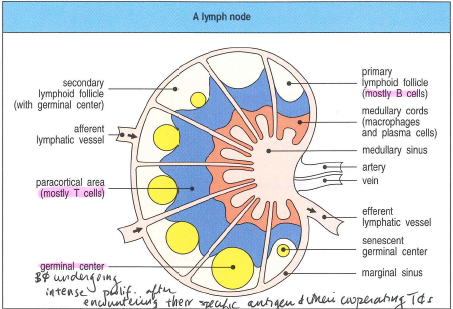 A lymph node
secondary
lymphoid follicle
(with germinal center)
afferent
lymphatic vessel
paracortical area
(mostly T cells)
germinal center
primary
lymphoid follicle
(mostly B cells)
medullary cords
(macrophages
and plasma cells)
medullary sinus
artery
vein
efferent
lymphatic vessel
senescent
germinal center
marginal sinus
undergoing
intense prolif. after
encountering their specific antigen & their cooperating